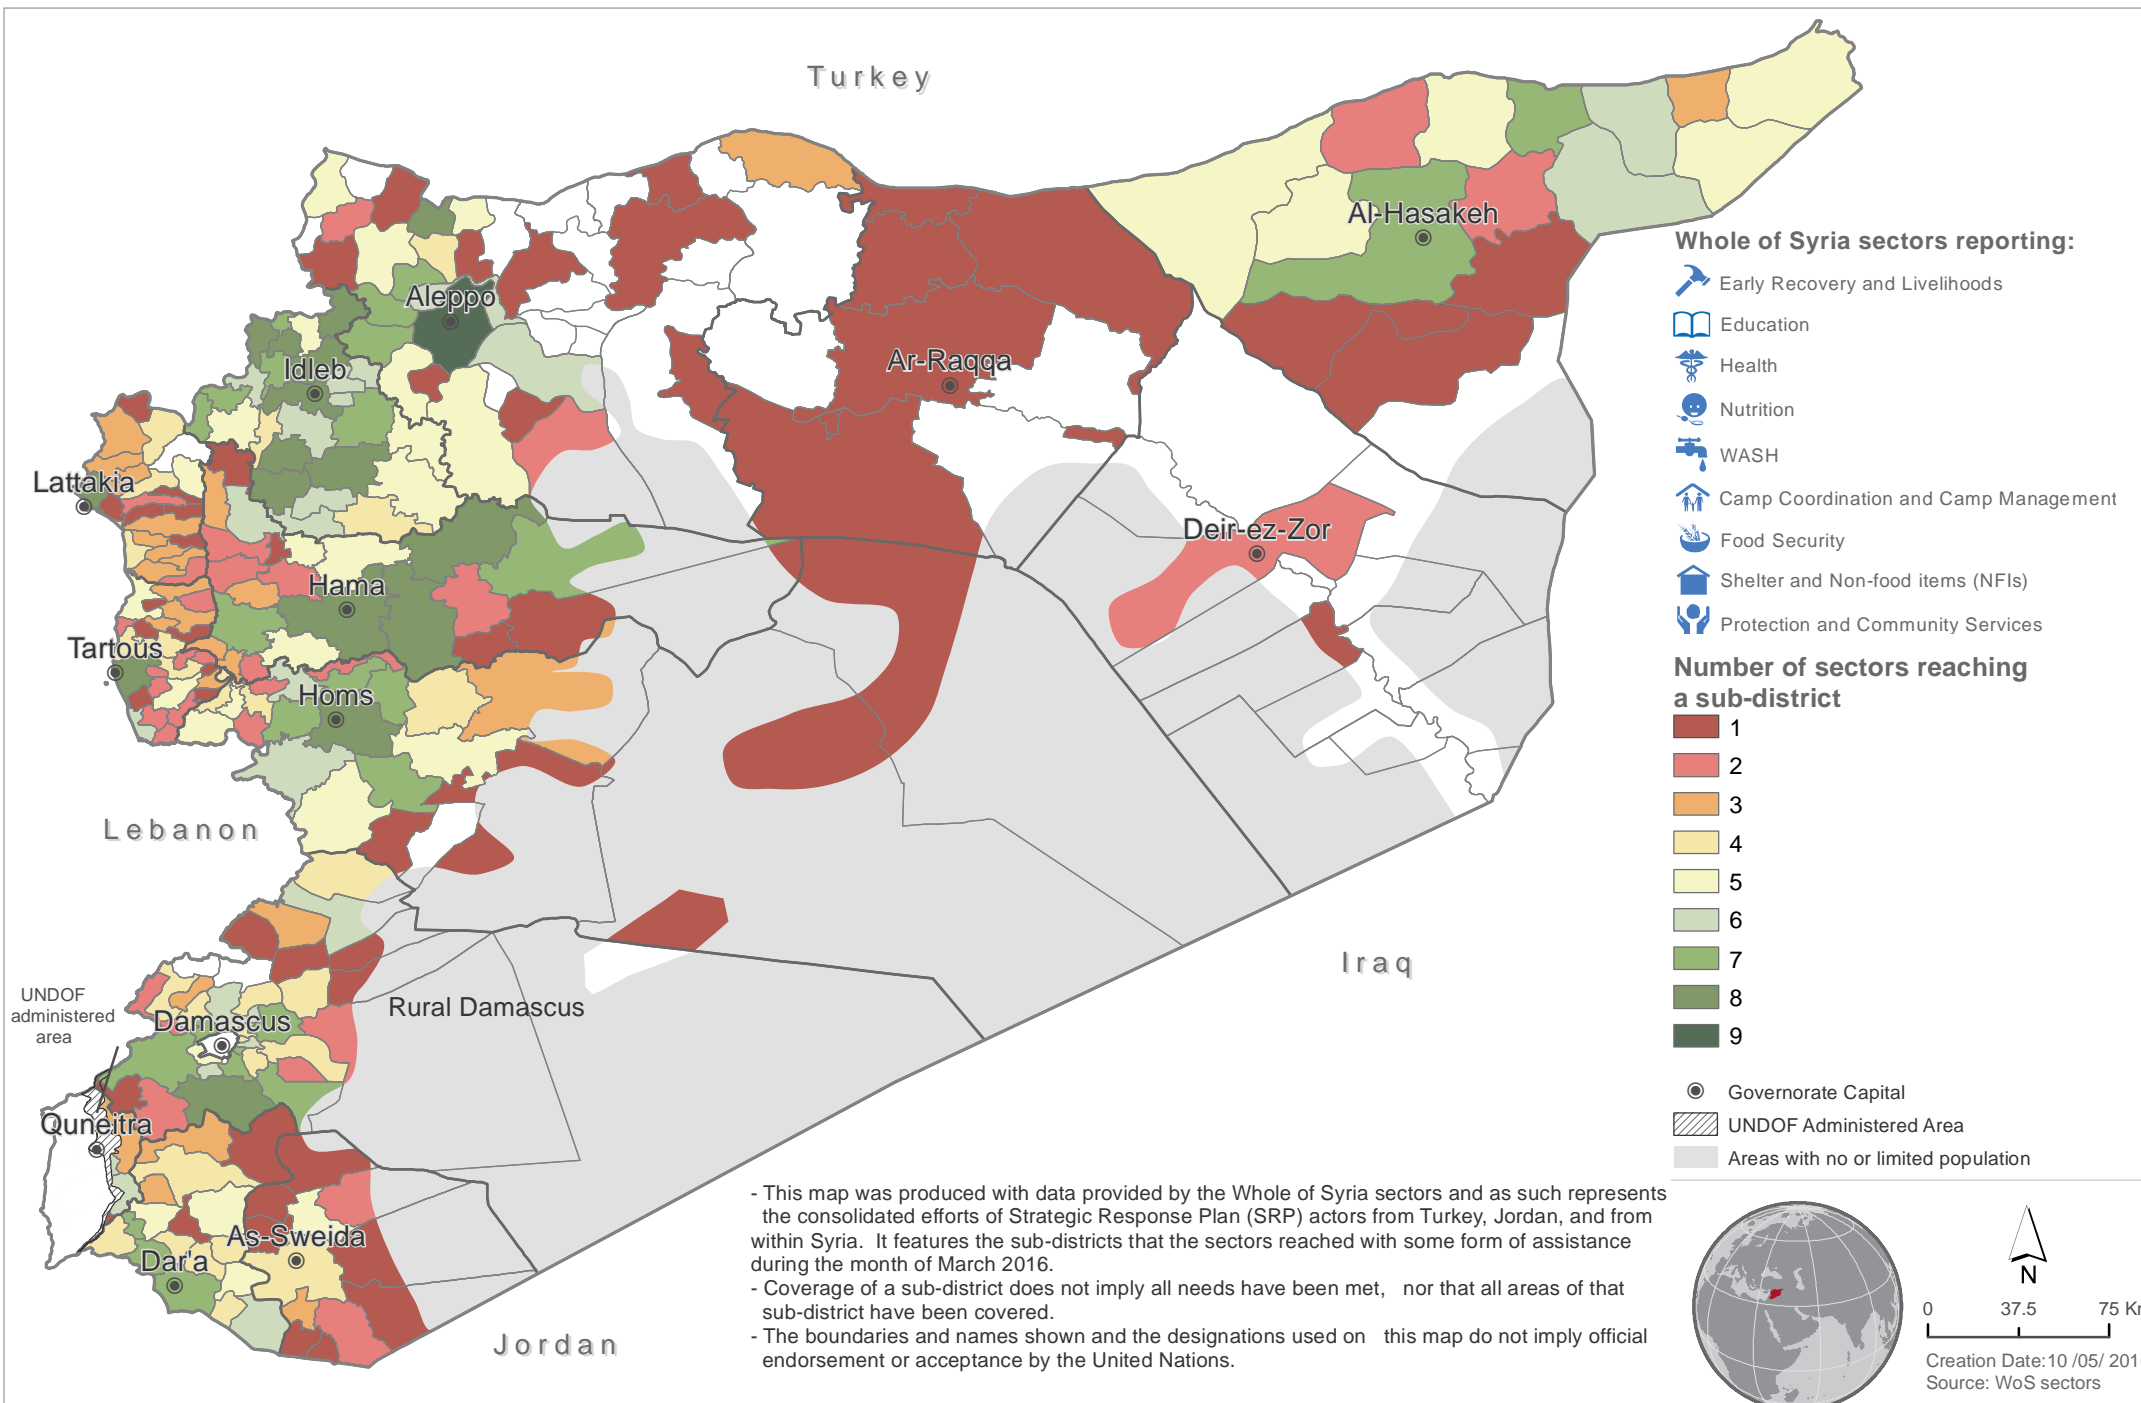 Turkey
Al-Hasakeh
Aleppo
Ar-Raqqa
Idleb
Lattakia
Deir-ez-Zor
Hama
Tartous
Homs
Lebanon
Iraq
UNDOF
administered
area
Rural Damascus
Damascus
Quneitra
As-Sweida
Dar'a
Jordan
Whole of Syria sectors reporting:
Early Recovery and Livelihoods
Education
Health
Nutrition
WASH
Camp Coordination and Camp Management
Food Security
Shelter and Non-food items (NFIs)
Protection and Community Services
Number of sectors reaching
a sub-district
1
2
3
4
5
6
7
8
9
Governorate Capital
UNDOF Administered Area
Areas with no or limited population
- This map was produced with data provided by the Whole of Syria sectors and as such represents
the consolidated efforts of Strategic Response Plan (SRP) actors from Turkey, Jordan, and from
within Syria. It features the sub-districts that the sectors reached with some form of assistance
during the month of March 2016.
- Coverage of a sub-district does not imply all needs have been met, nor that all areas of that
sub-district have been covered.
- The boundaries and names shown and the designations used on this map do not imply official
endorsement or acceptance by the United Nations.
N
0 37.5 75
Creation Date:10 /05/ 201
Source: WoS sectors